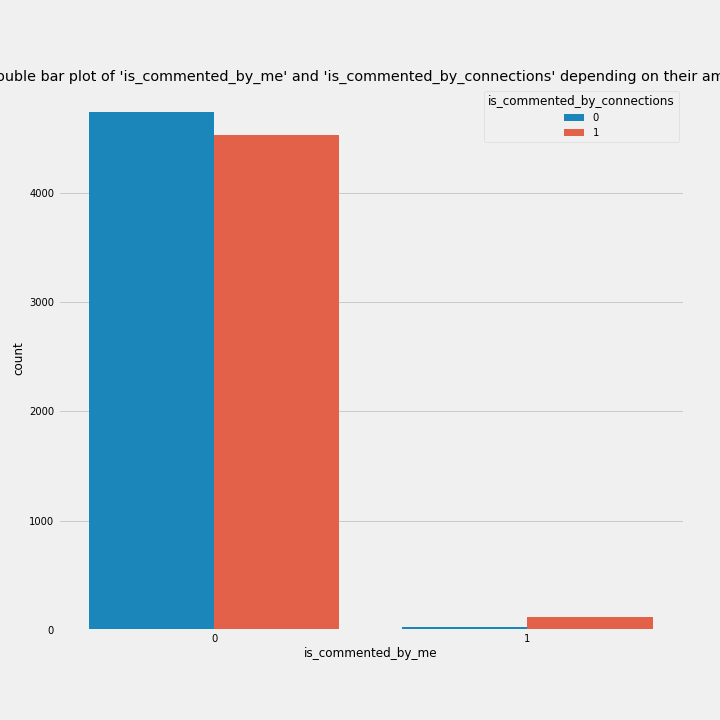 ouble bar plot of 'is_commented_by_me' and 'is_commented_by_connections' depending on their am
is_commented_by_connections
0
1
4000
3000
2000
1000
0
count
0 1
is_commented_by_me